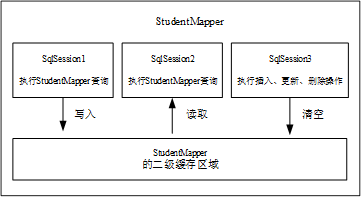 StudentMapper
SqlSession1
执行StudentMapper查询
SqlSession2
执行StudentMapper查询
SqlSession3
执行插入、更新、删除操作
写入
读取
清空
StudentMapper
的二级缓存区域